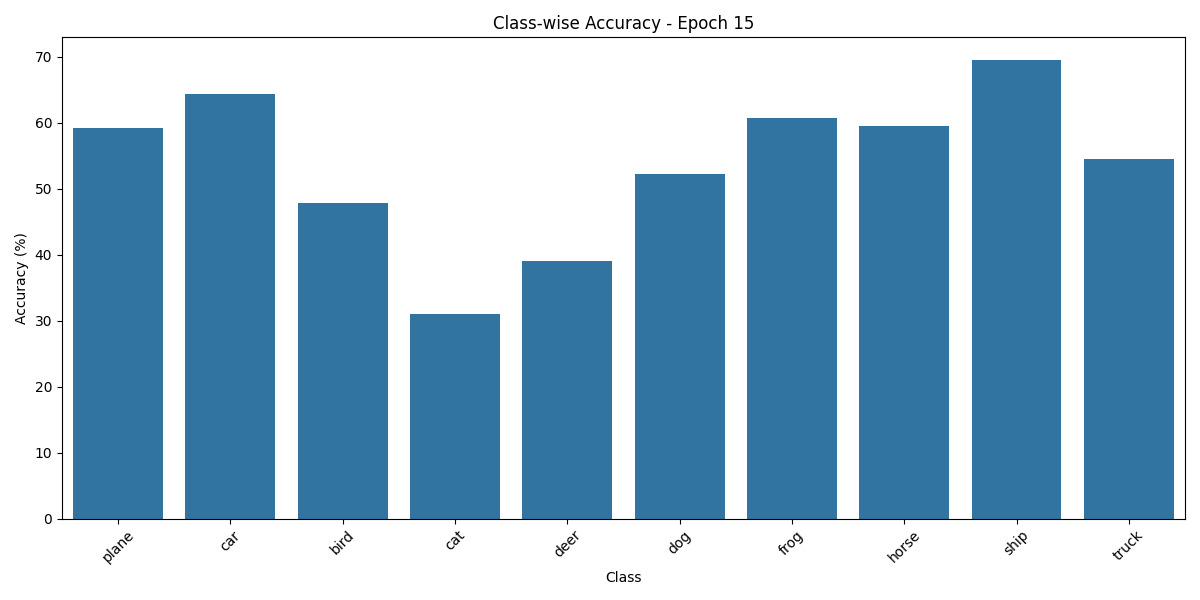 Class-wise Accuracy - Epoch 15
Accuracy (%)
70
60
50
40
30
20
10
0
plane
car
bird
cat
deer
dog
frog
horse
ship
truck
Class